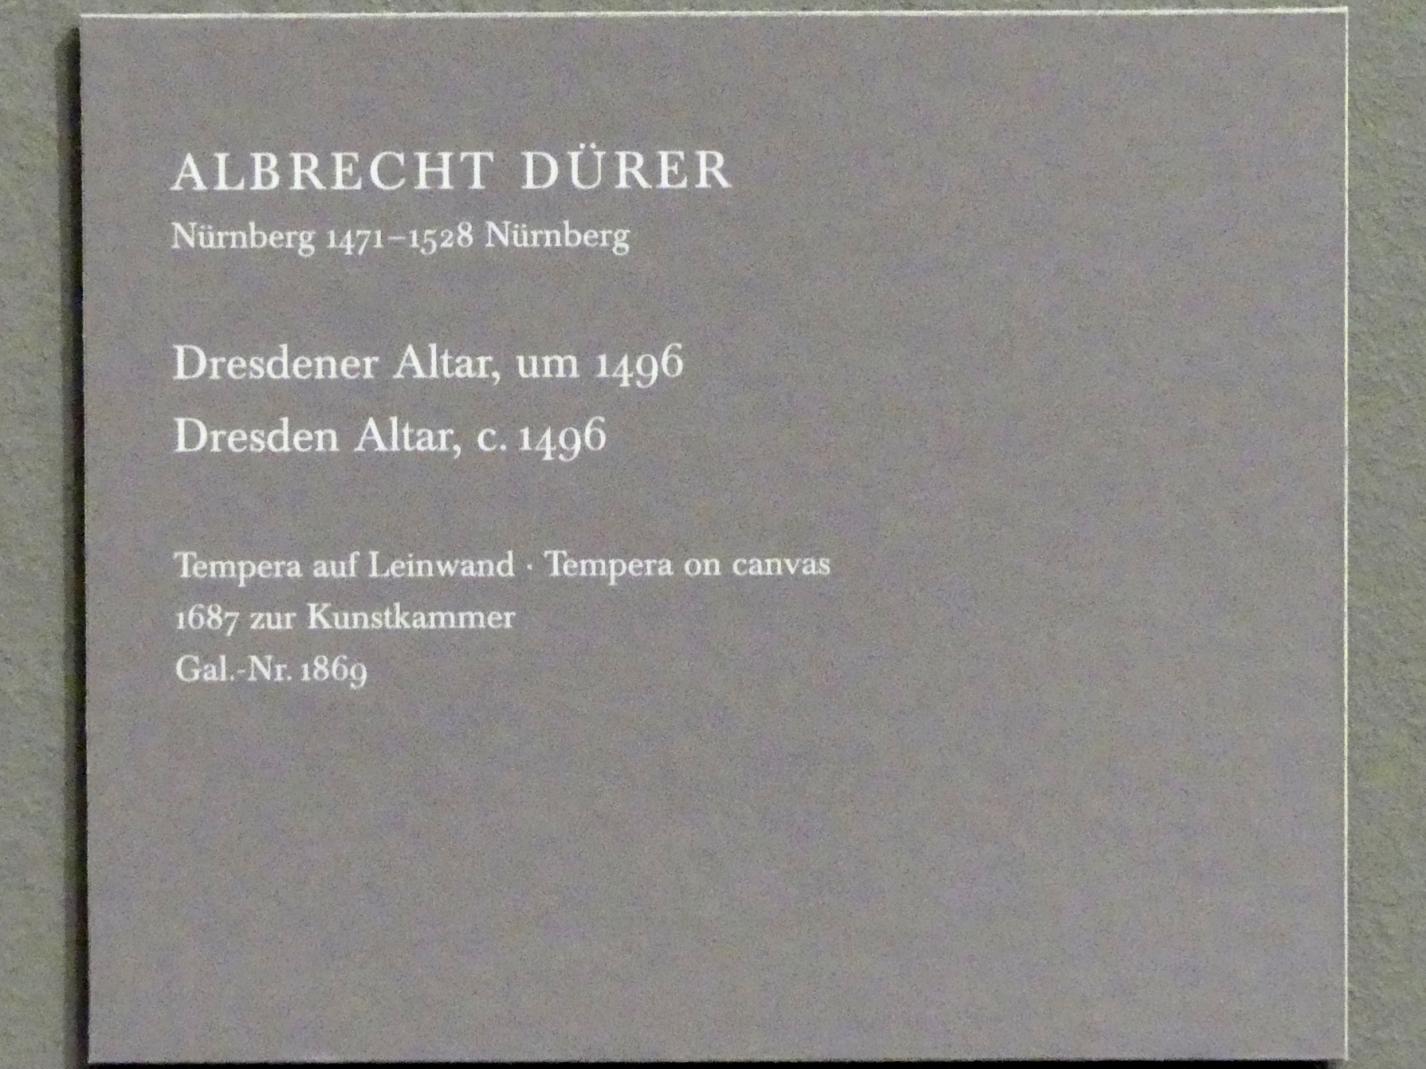 ALBRECHT DÜRER
Nürnberg 1471–1528 Nürnberg
Dresdener Altar, um 1496
Dresden Altar, c. 1496
Tempera auf Leinwand · Tempera on canvas
1687 zur Kunstkammer
Gal.-Nr. 1869